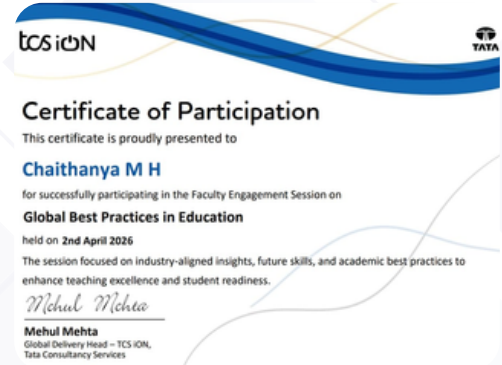 tcs iON
TATA
Certificate of Participation
This certificate is proudly presented to
Chaithanya M H
for successfully participating in the Faculty Engagement Session on
Global Best Practices in Education
held on 2nd April 2026
The session focused on industry-aligned insights, future skills, and academic best practices to
enhance teaching excellence and student readiness.
Mehul Mehta
Mehul Mehta
Global Delivery Head – TCS iON,
Tata Consultancy Services